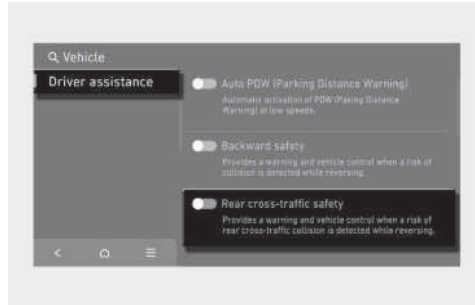 Vehicle
Driver assistance
Auto PDW (Parking Distance Warning)
Automatic activation of PDW (Paking Distance
Warning) at low speeds.
Backward safety
Provides a warning and vehicle control when a risk of
collision is detected while reversing.
Rear cross-traffic safety
Provides a warning and vehicle control when a risk of
rear cross-traffic collision is detected while reversing.